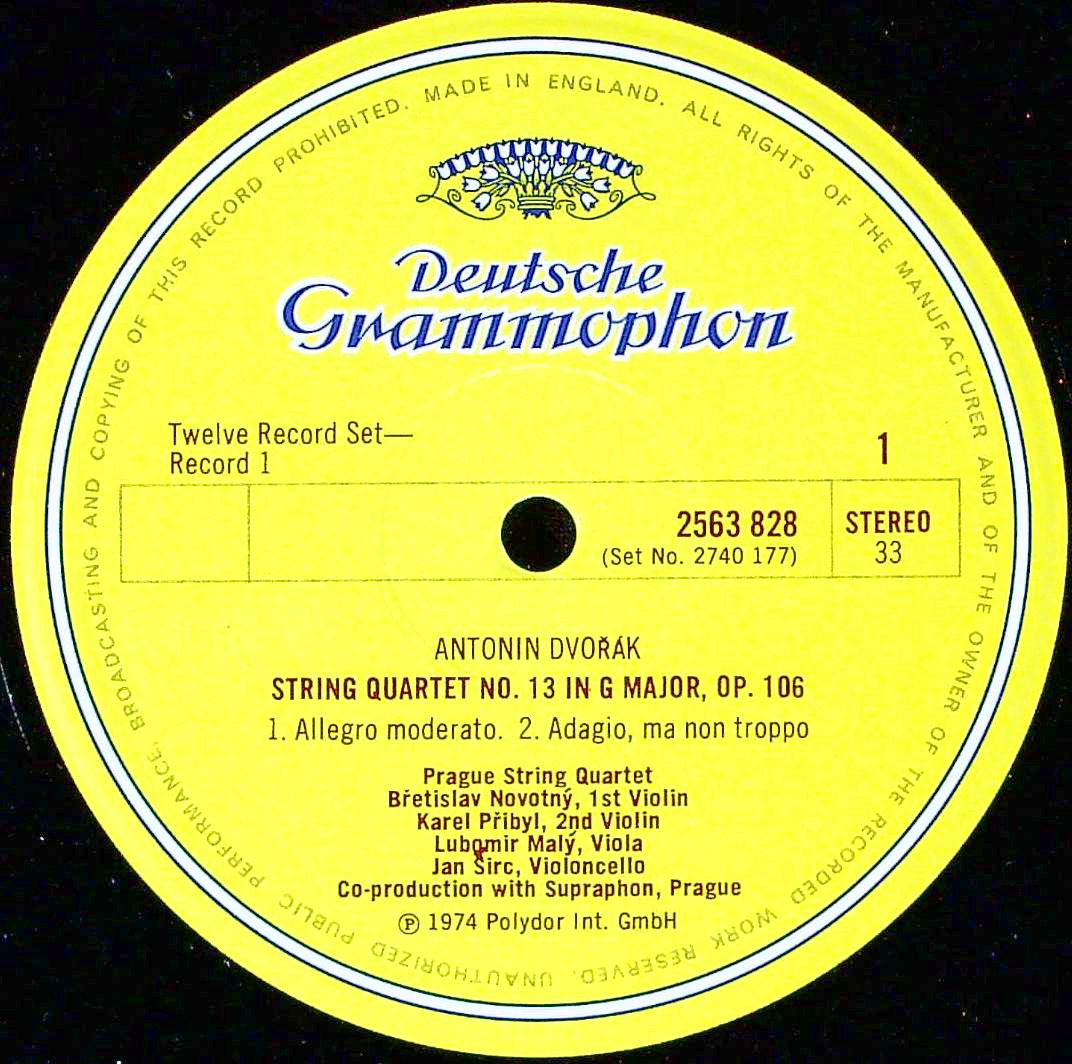 MADE IN ENGLAND. ALL RIGHTS OF THE MANUFACTURER AND OF THE OWNER OF THE RECORDED WORK RESERVED. UNAUTHORIZED PUBLIC PERFORMANCE, BROADCASTING AND COPYING OF THIS RECORD PROHIBITED.
Deutsche
Grammophon
Twelve Record Set—
Record 1
1
2563 828
(Set No. 2740 177)
STEREO
33
ANTONIN DVOŘÁK
STRING QUARTET NO. 13 IN G MAJOR, OP. 106
1. Allegro moderato. 2. Adagio, ma non troppo
Prague String Quartet
Břetislav Novotný, 1st Violin
Karel Přibyl, 2nd Violin
Lubomir Malý, Viola
Jan Širc, Violoncello
Co-production with Supraphon, Prague
℗ 1974 Polydor Int. GmbH